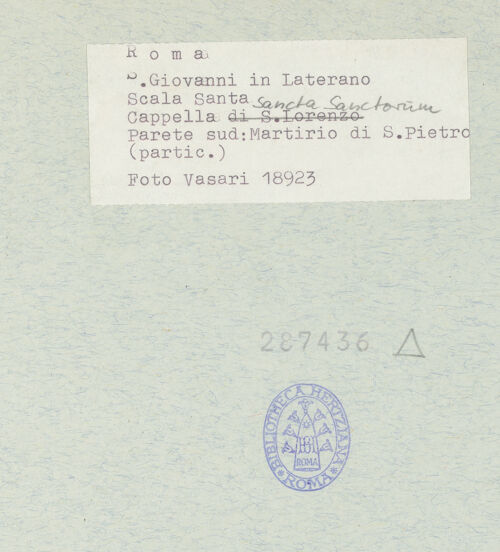 Roma
S.Giovanni in Laterano
Scala Santa Sancta Sanctorum
Cappella di S.Lorenzo
Parete sud:Martirio di S.Pietro
(partic.)
Foto Vasari 18923
287436 △
BIBLIOTHECA HERTZIANA
ROMA
ROMA